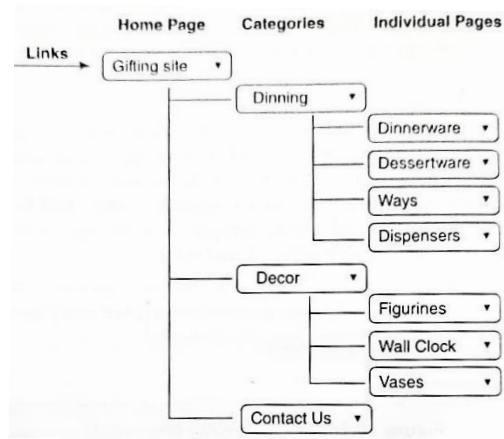 Home Page Categories Individual Pages
Links
Gifting site
Dinning
Dinnerware
Dessertware
Ways
Dispensers
Decor
Figurines
Wall Clock
Vases
Contact Us